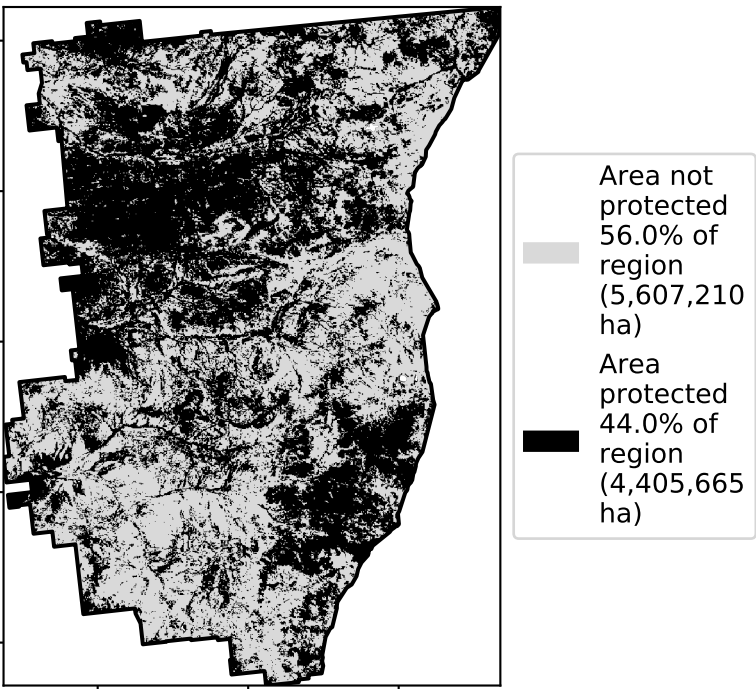 Area not
protected
56.0% of
region
(5,607,210
ha)
Area
protected
44.0% of
region
(4,405,665
ha)